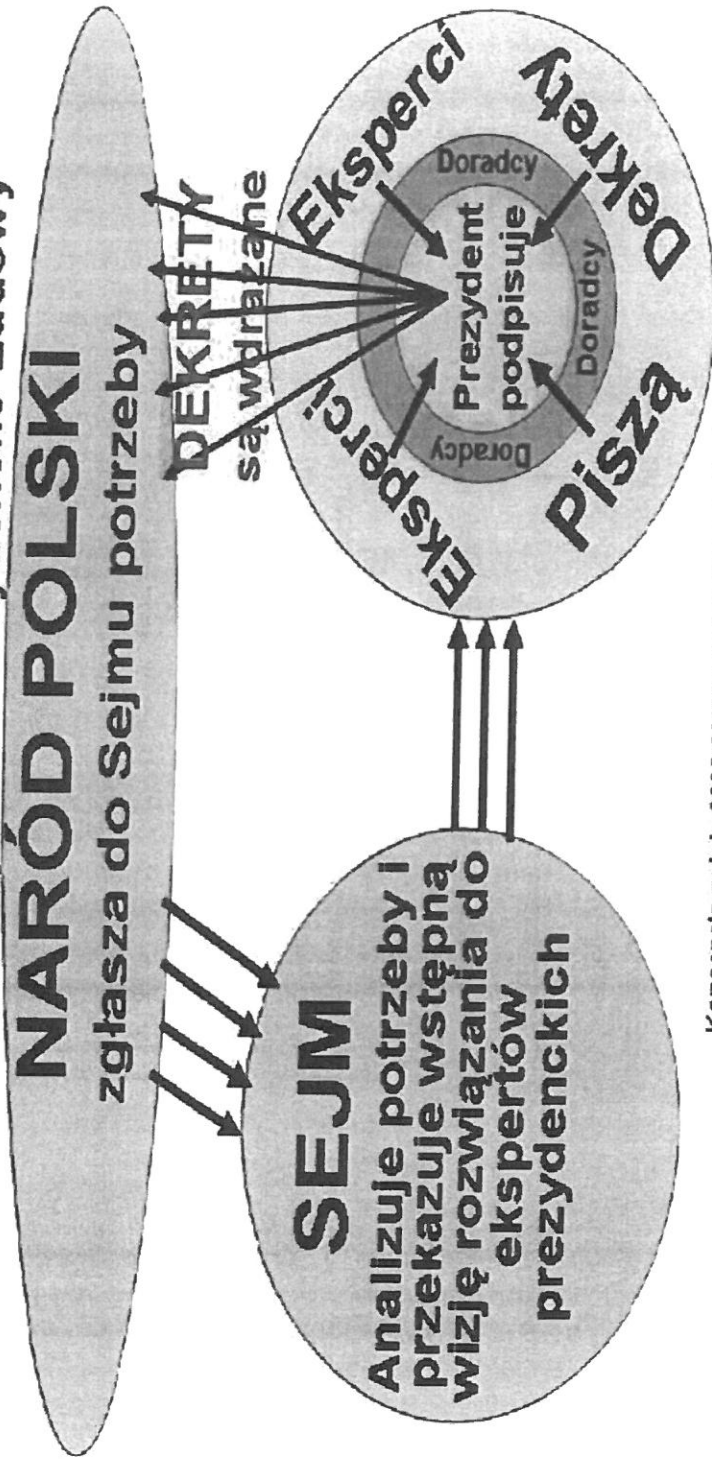 NARÓD POLSKI
zgłasza do Sejmu potrzeby
DEKRETY
są wdrażane
SEJM
Analizuje potrzeby i
przekazuje wstępną
wizję rozwiązania do
ekspertów
prezydenckich
Eksperci
Eksperci
Piszą
Dekrety
Doradcy
Doradcy
Doradcy
Prezydent
podpisuje